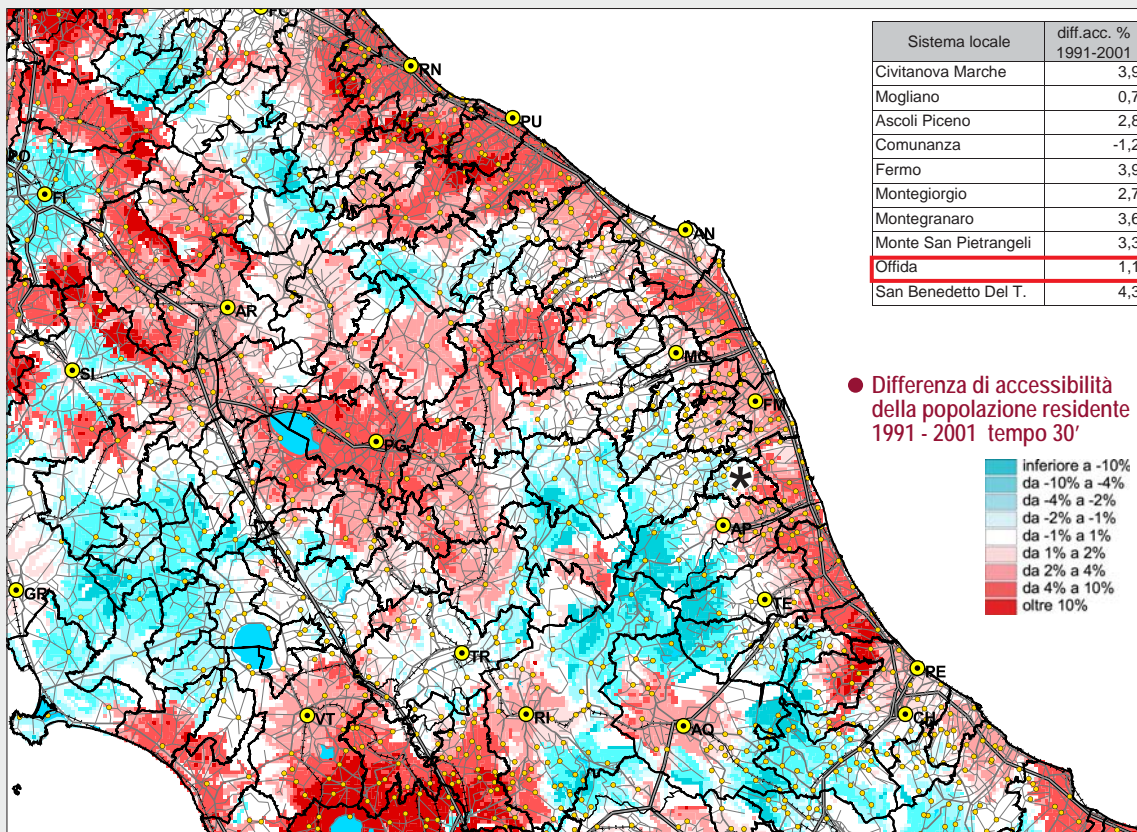 Sistema locale diff.acc. % 1991-2001
Civitanova Marche 3,9
Mogliano 0,7
Ascoli Piceno 2,8
Comunanza -1,2
Fermo 3,9
Montegiorgio 2,7
Montegranaro 3,6
Monte San Pietrangeli 3,3
Offida 1,1
San Benedetto Del T. 4,3
Differenza di accessibilità
della popolazione residente
1991 - 2001 tempo 30'
inferiore a -10%
da -10% a -4%
da -4% a -2%
da -2% a -1%
da -1% a 1%
da 1% a 2%
da 2% a 4%
da 4% a 10%
oltre 10%
RN
PU
PO
FI
AN
AR
MC
SI
FM
PG
*
AP
GR
TE
TR
PE
VT
RI
AQ
CH